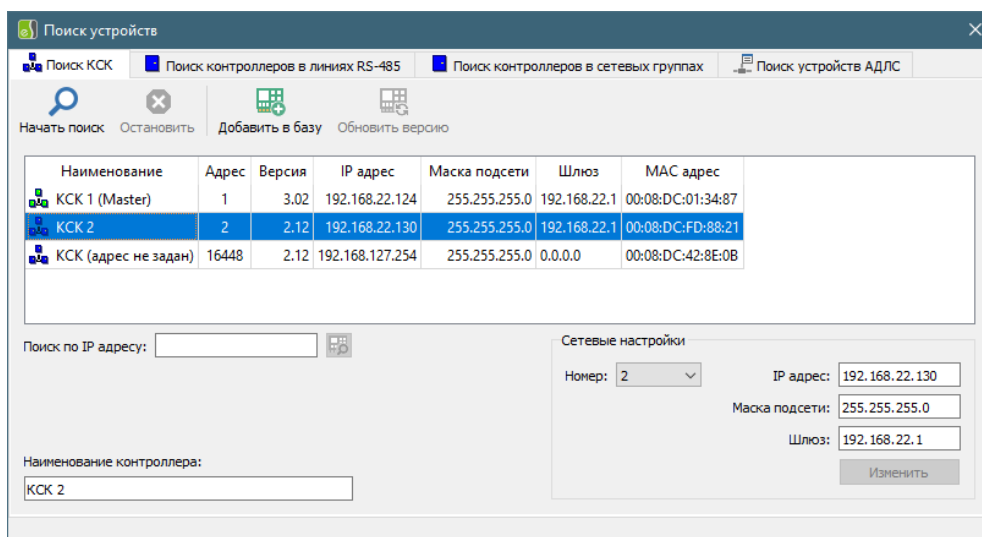 Поиск устройств
Поиск КСК Поиск контроллеров в линиях RS-485 Поиск контроллеров в сетевых группах Поиск устройств АДЛС
Начать поиск Остановить Добавить в базу Обновить версию
Наименование Адрес Версия IP адрес Маска подсети Шлюз MAC адрес
КСК 1 (Master) 1 3.02 192.168.22.124 255.255.255.0 192.168.22.1 00:08:DC:01:34:87
КСК 2 2 2.12 192.168.22.130 255.255.255.0 192.168.22.1 00:08:DC:FD:88:21
КСК (адрес не задан) 16448 2.12 192.168.127.254 255.255.255.0 0.0.0.0 00:08:DC:42:8E:0B
Поиск по IP адресу:
Сетевые настройки
Номер: 2 IP адрес: 192.168.22.130
Маска подсети: 255.255.255.0
Шлюз: 192.168.22.1
Изменить
Наименование контроллера:
КСК 2